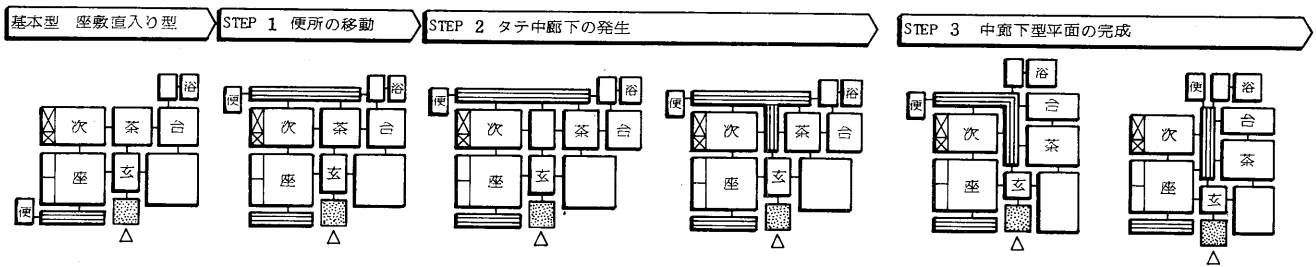 基本型 座敷直入り型
STEP 1 便所の移動
STEP 2 タテ中廊下の発生
STEP 3 中廊下型平面の完成
浴
次 茶 台
座 玄
便
便 浴
次 茶 台
座 玄
便 浴
次 茶 台
座 玄
便 浴
次 茶 台
座 玄
浴
便 台
次 茶
座 玄
便 浴
次 台
茶
座 玄